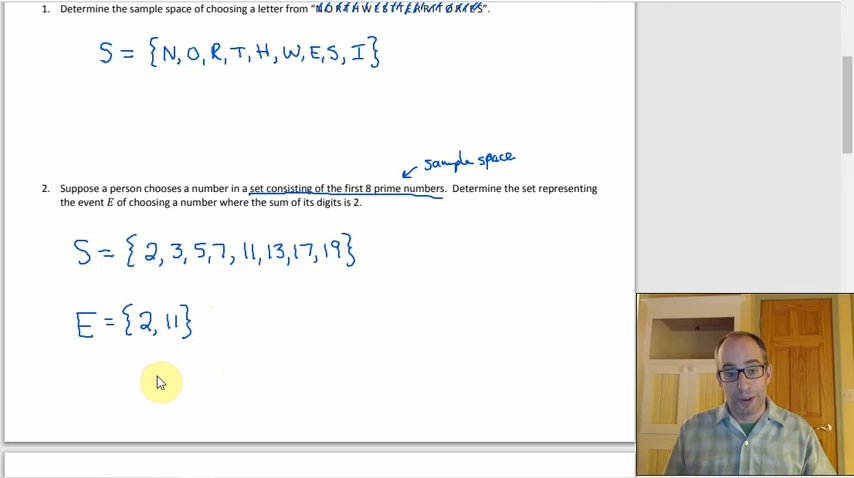 1. Determine the sample space of choosing a letter from "NORTHWESTTERRITORIES".
S = {N, O, R, T, H, W, E, S, I}
sample space
2. Suppose a person chooses a number in a set consisting of the first 8 prime numbers. Determine the set representing
the event E of choosing a number where the sum of its digits is 2.
S = {2, 3, 5, 7, 11, 13, 17, 19}
E = {2, 11}